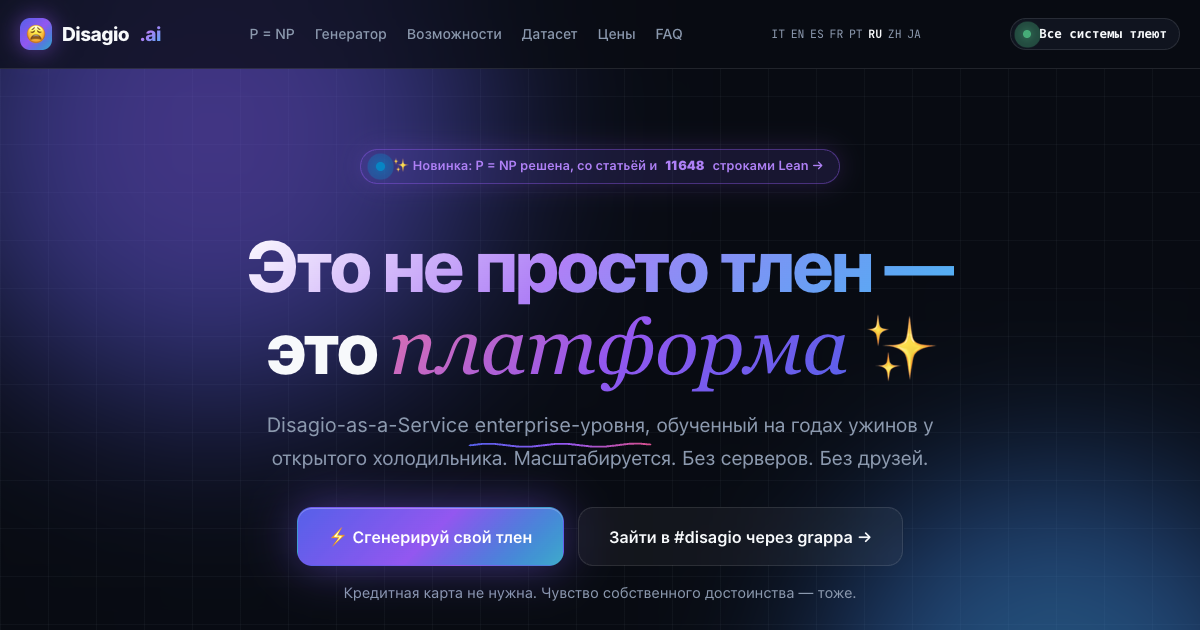 Disagio .ai
P = NP Генератор Возможности Датасет Цены FAQ
IT EN ES FR PT RU ZH JA
Все системы тлеют
✨ Новинка: P = NP решена, со статьёй и 11648 строками Lean →
Это не просто тлен —
это платформа ✨
Disagio-as-a-Service enterprise-уровня, обученный на годах ужинов у
открытого холодильника. Масштабируется. Без серверов. Без друзей.
⚡ Сгенерируй свой тлен
Зайти в #disagio через grappa →
Кредитная карта не нужна. Чувство собственного достоинства — тоже.